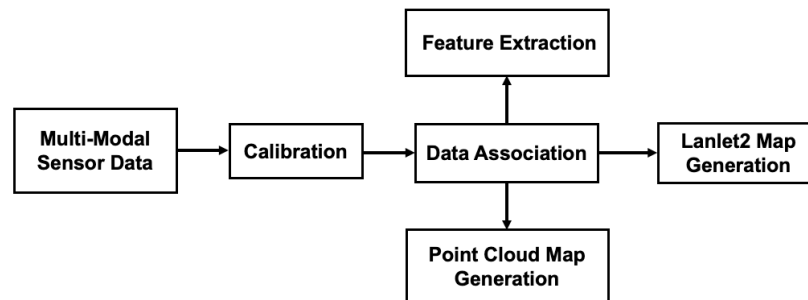 Feature Extraction
Multi-Modal
Sensor Data
Calibration
Data Association
Lanlet2 Map
Generation
Point Cloud Map
Generation